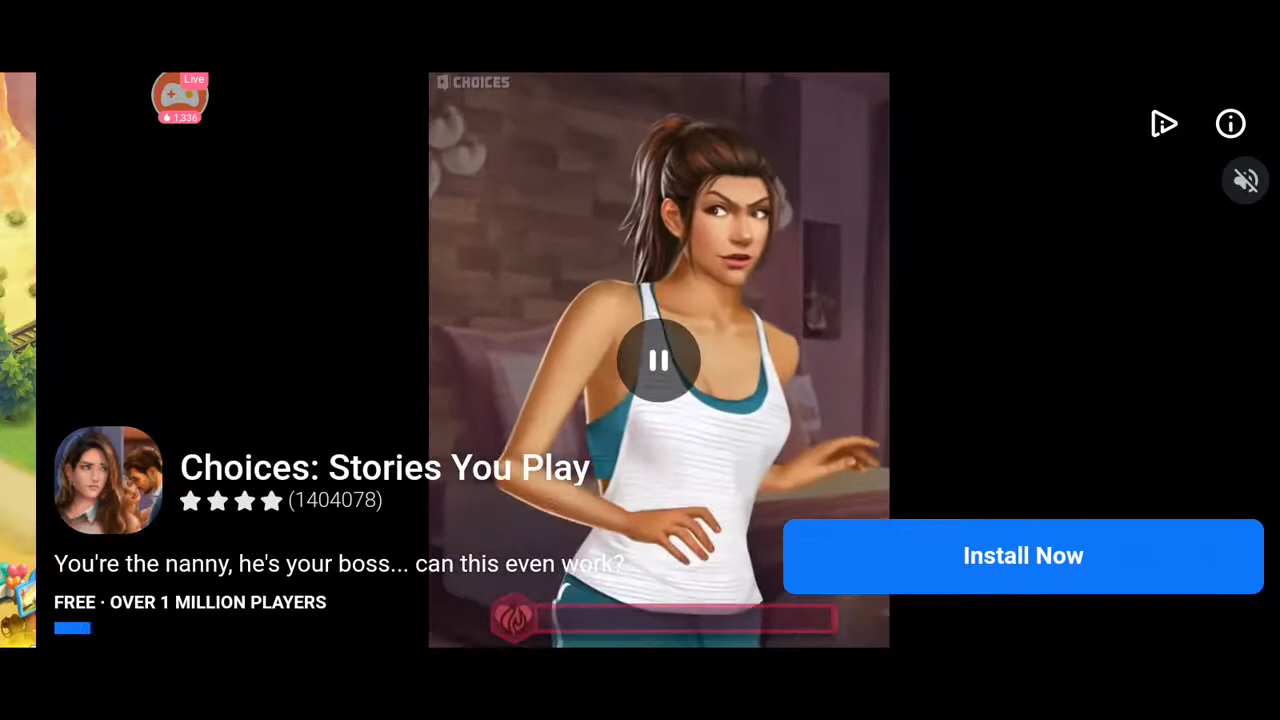 Live
1,336
CHOICES
Choices: Stories You Play
(1404078)
You're the nanny, he's your boss... can this even work?
FREE · OVER 1 MILLION PLAYERS
Install Now